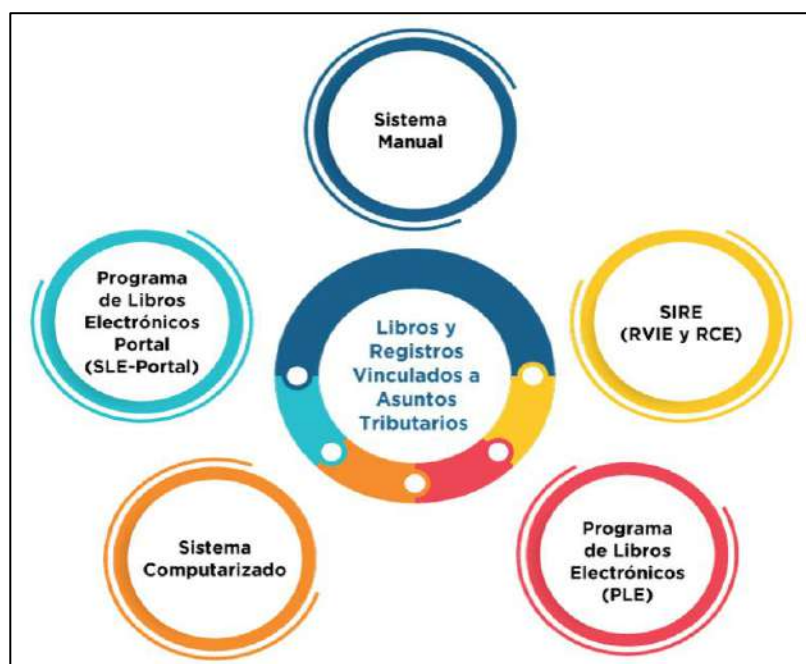 Sistema
Manual
Programa
de Libros
Electrónicos
Portal
(SLE-Portal)
Libros y
Registros
Vinculados a
Asuntos
Tributarios
SIRE
(RVIE y RCE)
Sistema
Computarizado
Programa
de Libros
Electrónicos
(PLE)